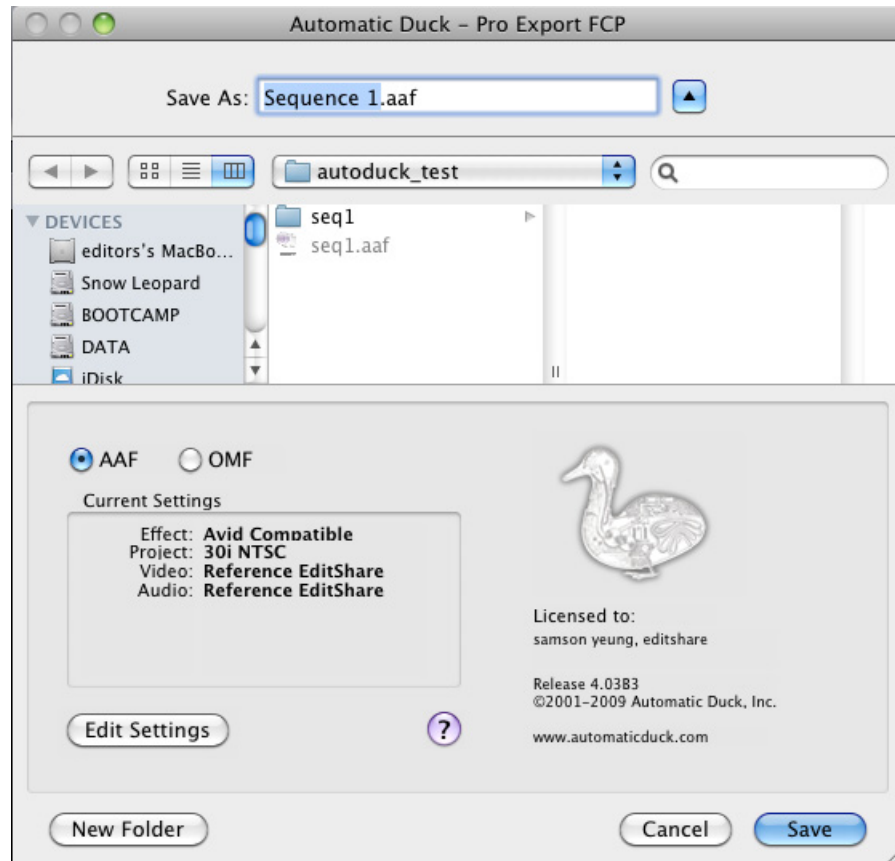 Automatic Duck – Pro Export FCP
Save As: Sequence 1.aaf
autoduck_test
DEVICES
editors's MacBo...
Snow Leopard
BOOTCAMP
DATA
iDisk
seq1
seq1.aaf
AAF
OMF
Current Settings
Effect: Avid Compatible
Project: 30i NTSC
Video: Reference EditShare
Audio: Reference EditShare
Edit Settings
?
Licensed to:
samson yeung, editshare
Release 4.03B3
©2001–2009 Automatic Duck, Inc.
www.automaticduck.com
New Folder
Cancel
Save